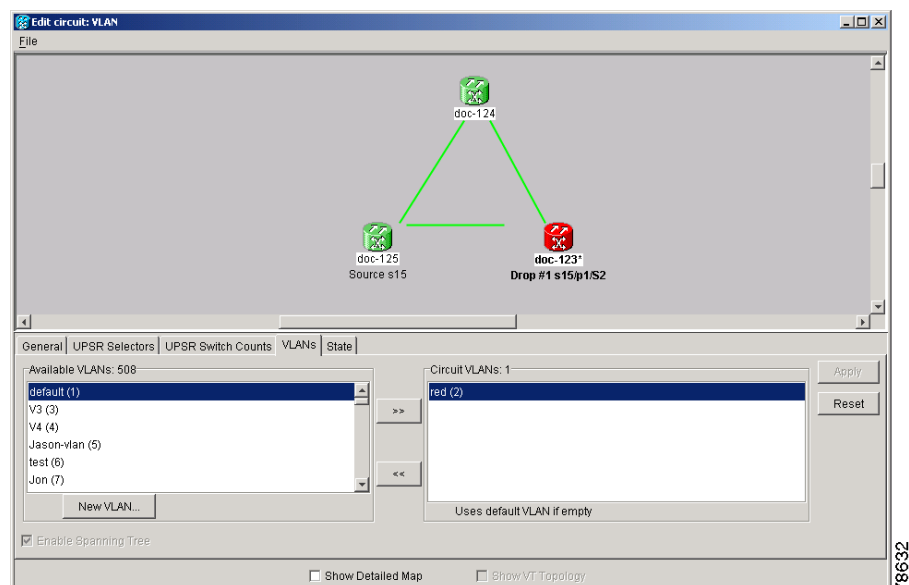 Edit circuit: VLAN
File
doc-124
doc-125
Source s15
doc-123*
Drop #1 s15/p1/S2
General
UPSR Selectors
UPSR Switch Counts
VLANs
State
Available VLANs: 508
default (1)
V3 (3)
V4 (4)
Jason-vlan (5)
test (6)
Jon (7)
New VLAN...
>>
<<
Circuit VLANs: 1
red (2)
Uses default VLAN if empty
Apply
Reset
Enable Spanning Tree
Show Detailed Map
Show VT Topology